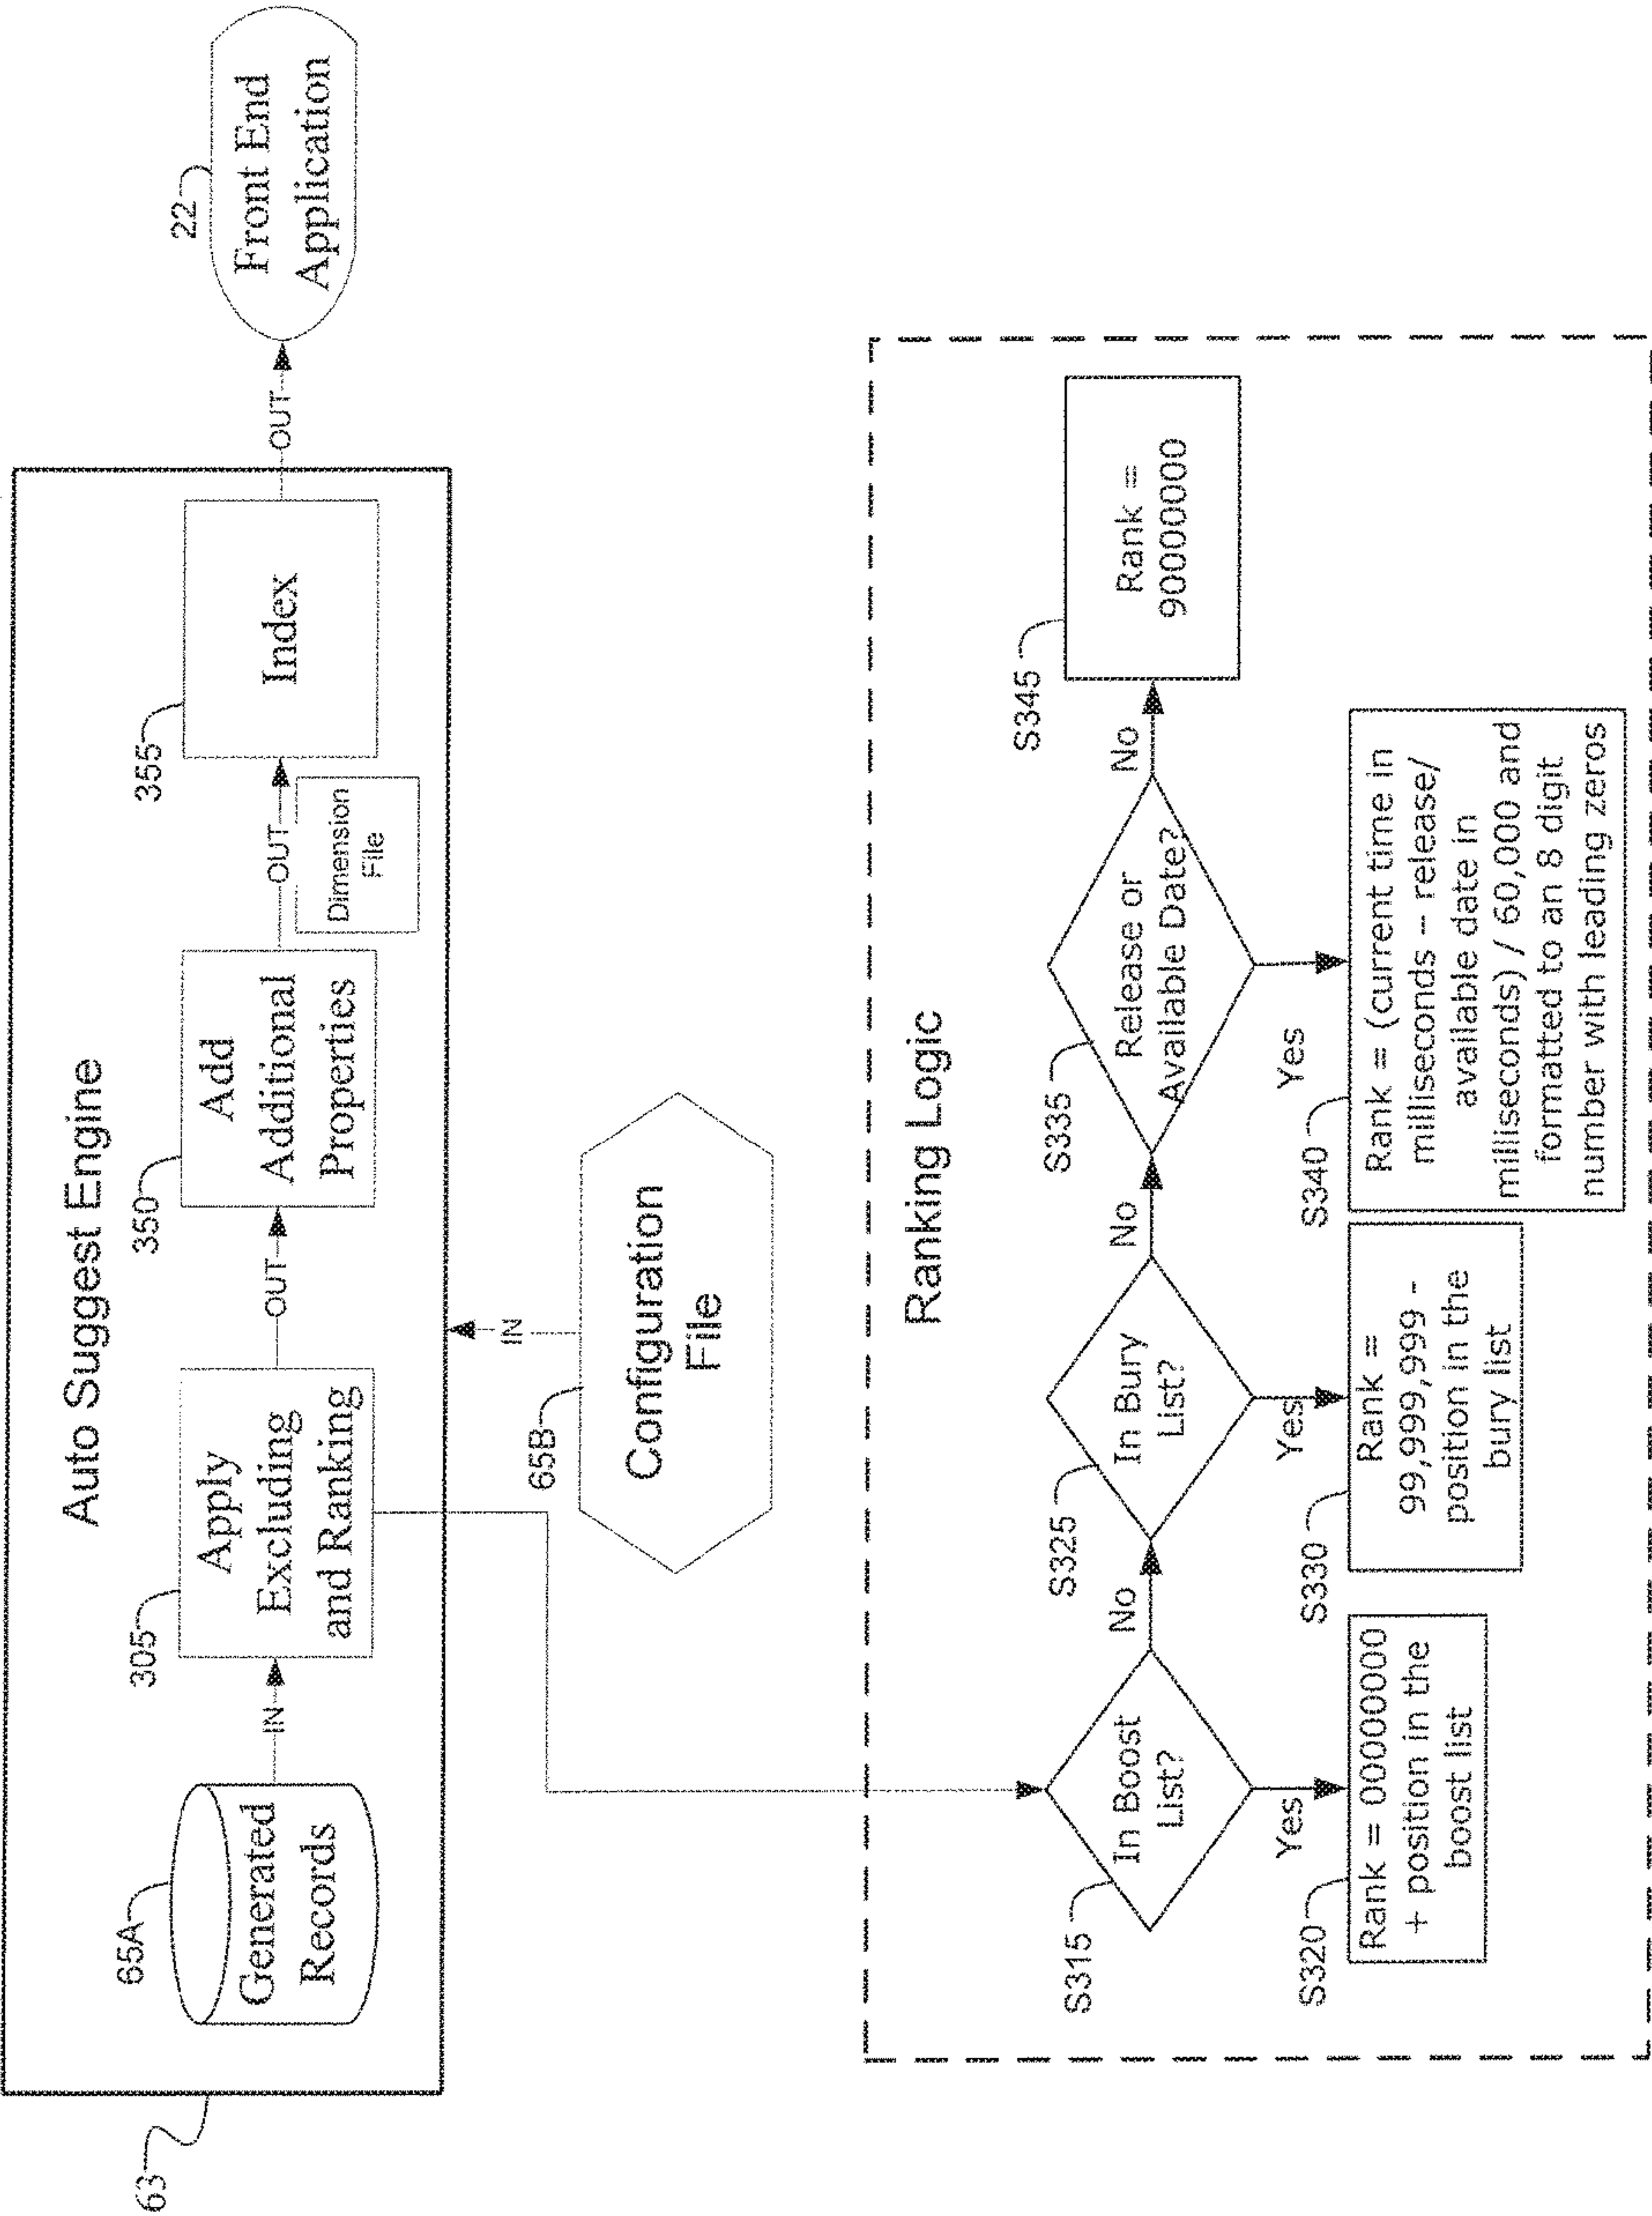 Auto Suggest Engine
63
65A
Generated
Records
IN
305
Apply
Excluding
and Ranking
OUT
350
Add
Additional
Properties
OUT
Dimension
File
355
Index
OUT
22
Front End
Application
65B
Configuration
File
IN
Ranking Logic
S315
In Boost
List?
Yes
No
S320
Rank = 00000000
+ position in the
boost list
S325
In Bury
List?
Yes
No
S330
Rank =
99,999,999 -
position in the
bury list
S335
Release or
Available Date?
Yes
No
S340
Rank = (current time in
milliseconds – release/
available date in
milliseconds) / 60,000 and
formatted to an 8 digit
number with leading zeros
S345
Rank =
90000000